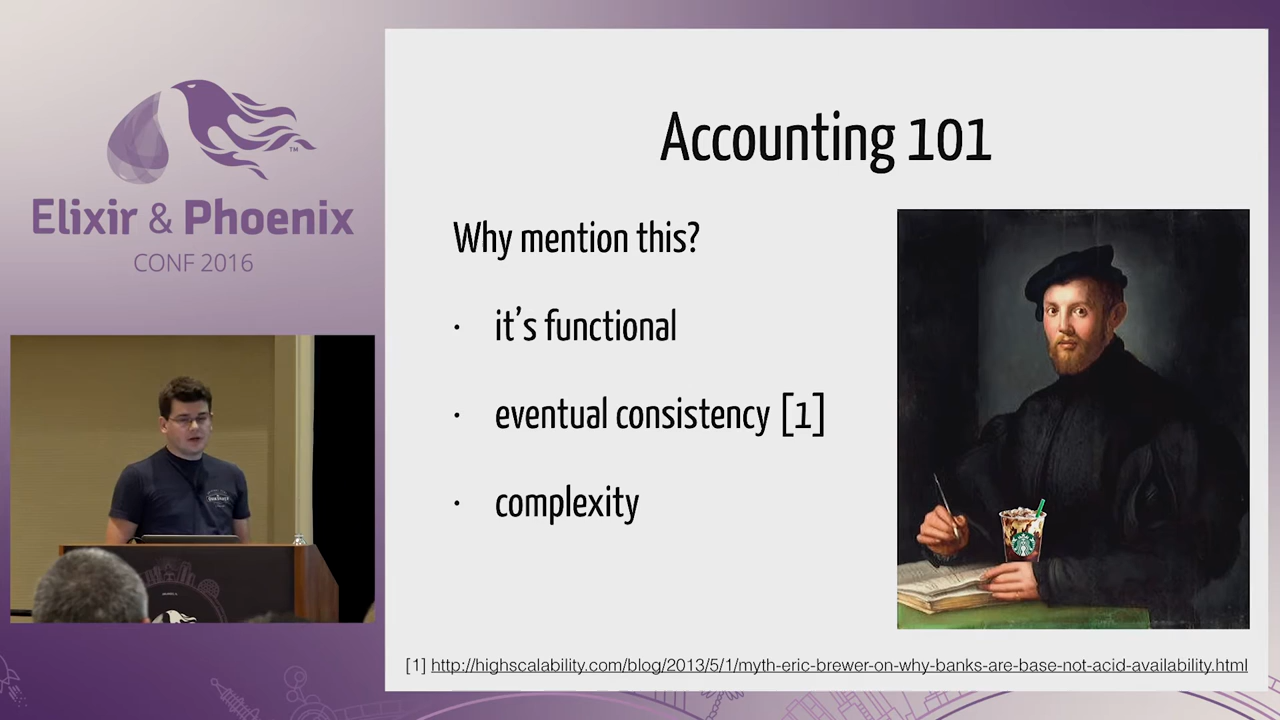 Elixir & Phoenix
CONF 2016
TM
Accounting 101
Why mention this?
· it's functional
· eventual consistency [1]
· complexity
[1] http://highscalability.com/blog/2013/5/1/myth-eric-brewer-on-why-banks-are-base-not-acid-availability.html